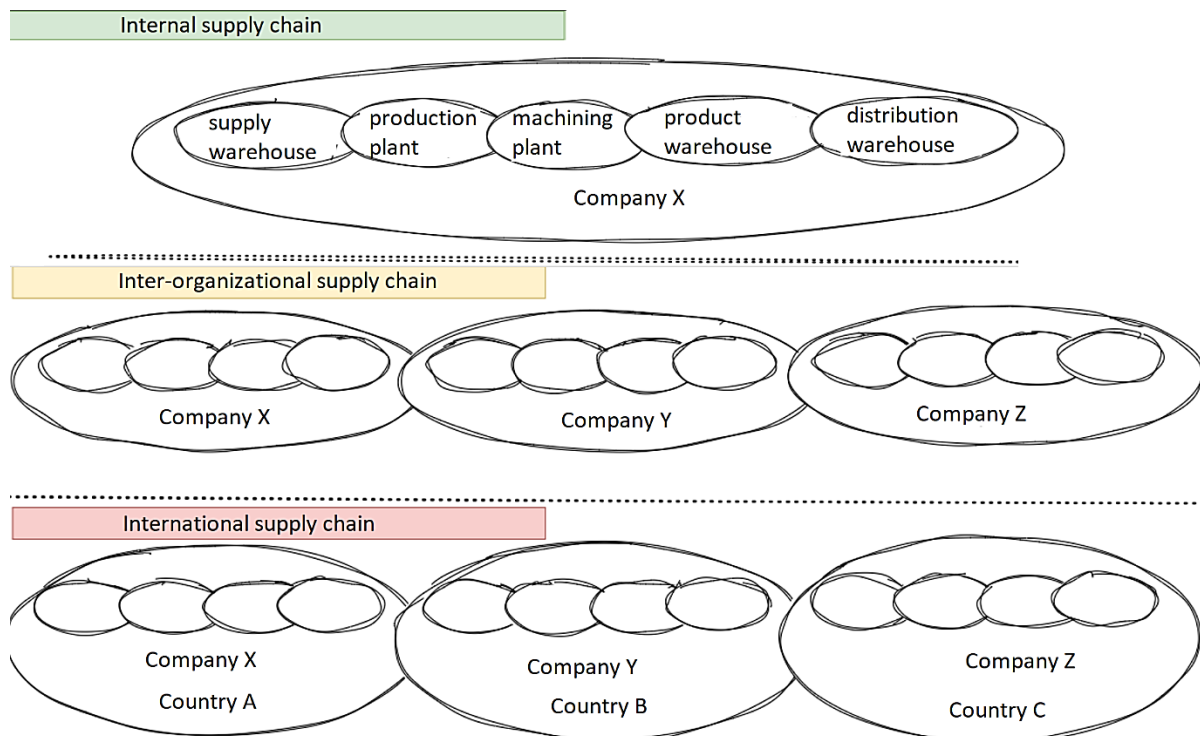 Internal supply chain
supply
warehouse
production
plant
machining
plant
product
warehouse
distribution
warehouse
Company X
Inter-organizational supply chain
Company X
Company Y
Company Z
International supply chain
Company X
Country A
Company Y
Country B
Company Z
Country C